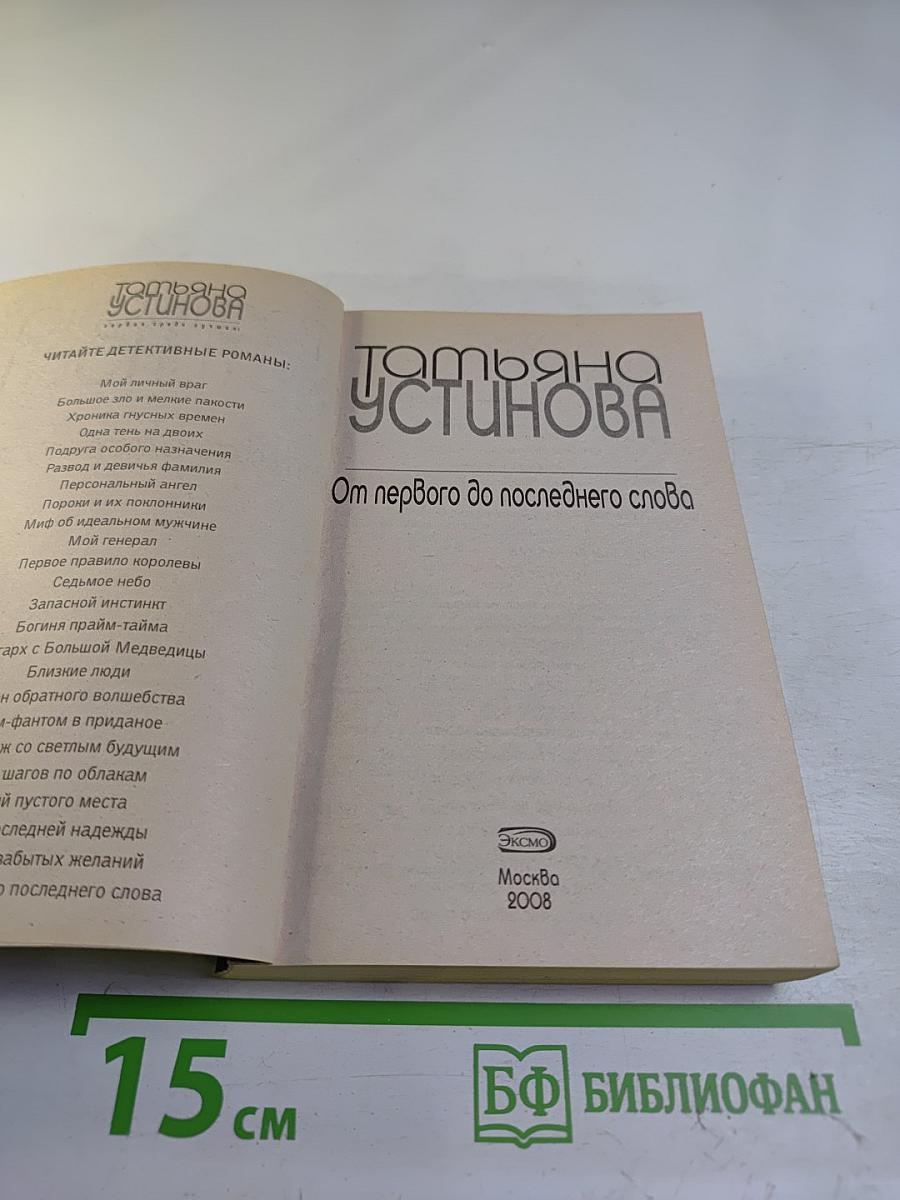 Татьяна
УСТИНОВА
первая среди лучших
ЧИТАЙТЕ ДЕТЕКТИВНЫЕ РОМАНЫ:
Мой личный враг
Большое зло и мелкие пакости
Хроника гнусных времен
Одна тень на двоих
Подруга особого назначения
Развод и девичья фамилия
Персональный ангел
Пороки и их поклонники
Миф об идеальном мужчине
Мой генерал
Первое правило королевы
Седьмое небо
Запасной инстинкт
Богиня прайм-тайма
с Большой Медведицы
Близкие люди
обратного волшебства
в приданое
со светлым будущим
шагов по облакам
пустого места
последней надежды
забытых желаний
последнего слова
Татьяна
УСТИНОВА
От первого до последнего слова
ЭКСМО
Москва
2008
15 см
БФ БИБЛИОФАН